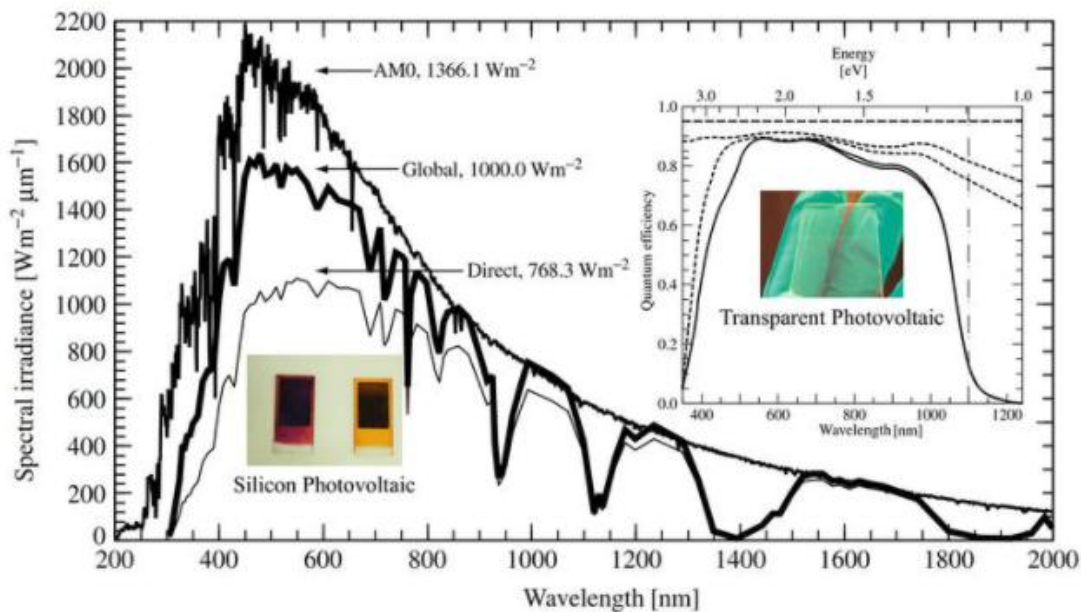 2200
2000
1800
1600
1400
1200
1000
800
600
400
200
0
Spectral irradiance [Wm⁻² μm⁻¹]
AM0, 1366.1 Wm⁻²
Global, 1000.0 Wm⁻²
Direct, 768.3 Wm⁻²
Silicon Photovoltaic
200 400 600 800 1000 1200 1400 1600 1800 2000
Wavelength [nm]
Energy
[eV]
3.0 2.0 1.5 1.0
1.0
0.8
0.6
0.4
0.2
0.0
Quantum efficiency
Transparent Photovoltaic
400 600 800 1000 1200
Wavelength [nm]